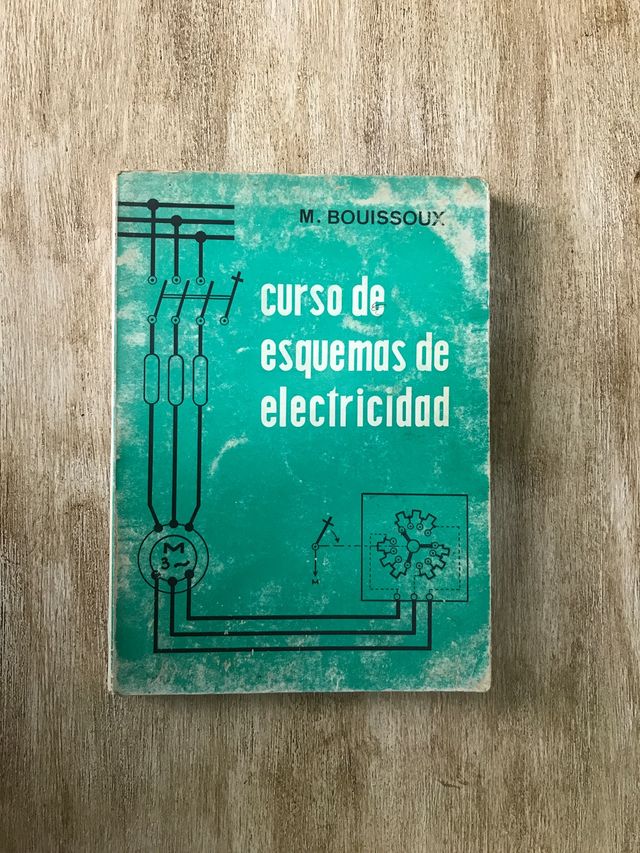 M. BOUISSOUX
curso de
esquemas de
electricidad
M
3~
M